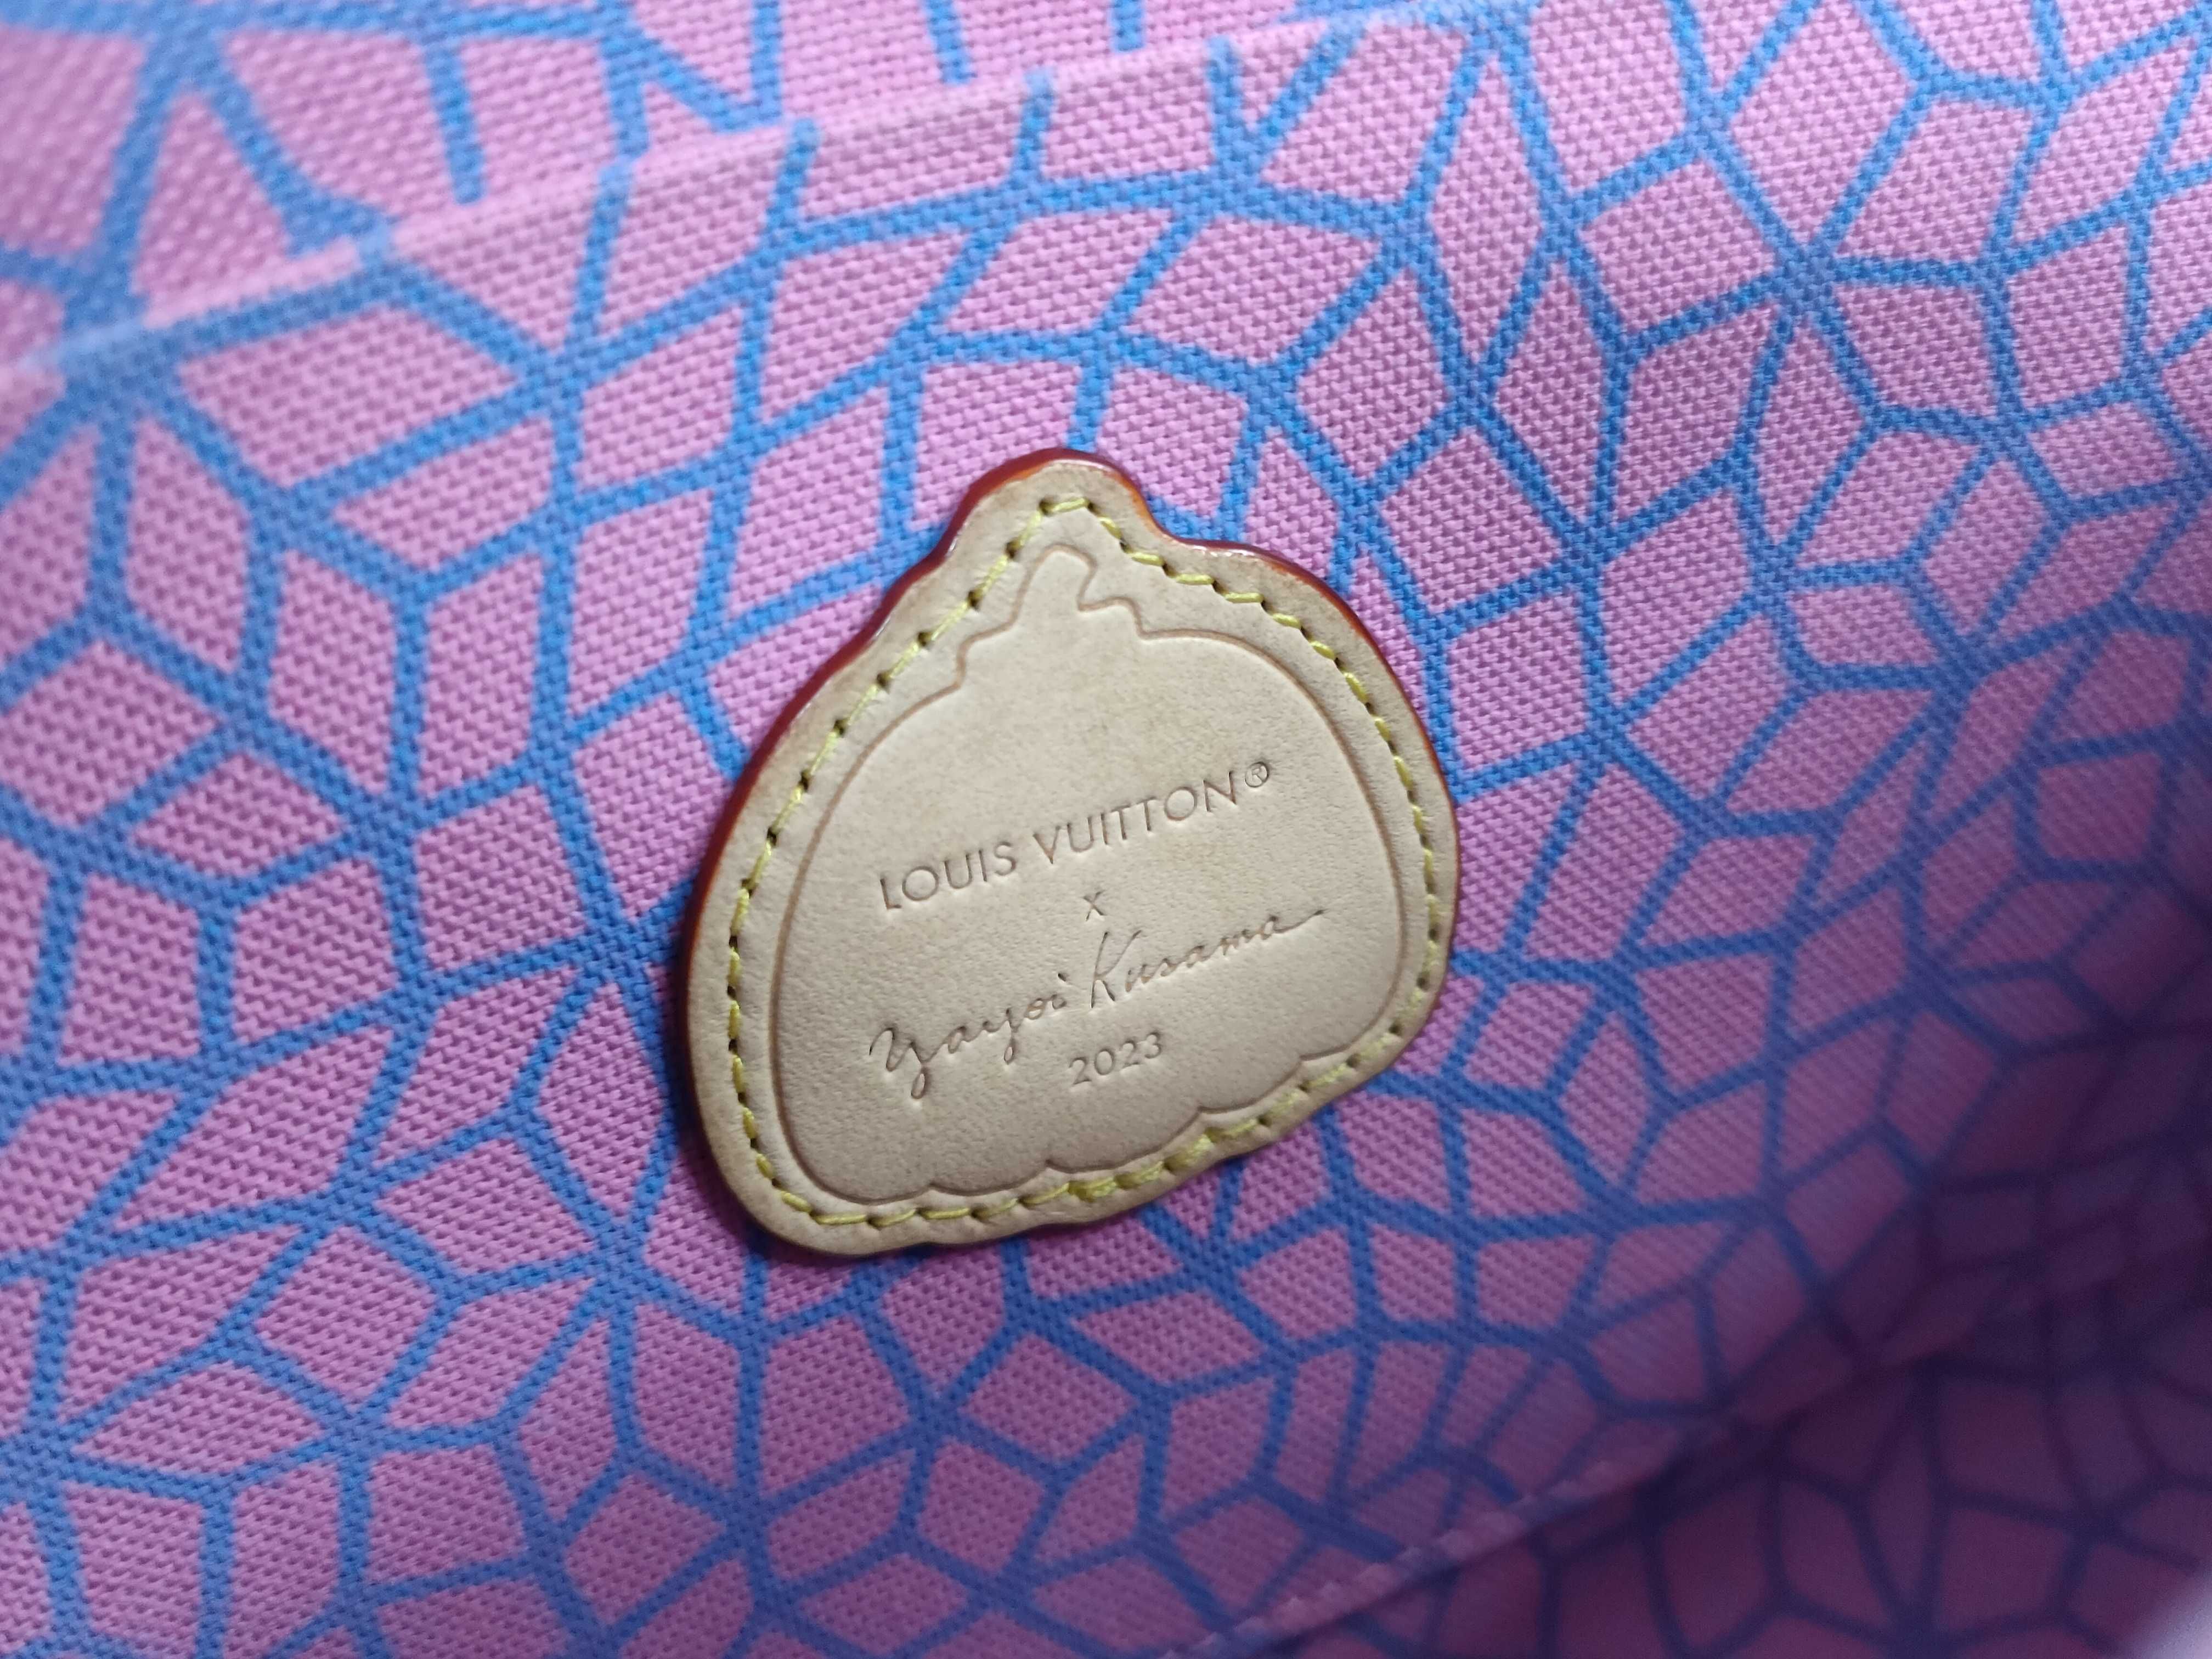 LOUIS VUITTON®
x
Yayoi Kusama
2023